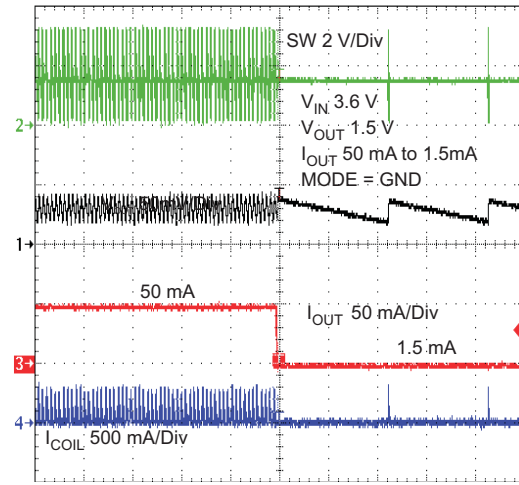 SW 2 V/Div
V_IN 3.6 V
V_OUT 1.5 V
I_OUT 50 mA to 1.5mA
MODE = GND
2
1
50 mA
I_OUT 50 mA/Div
1.5 mA
3
4
I_COIL 500 mA/Div